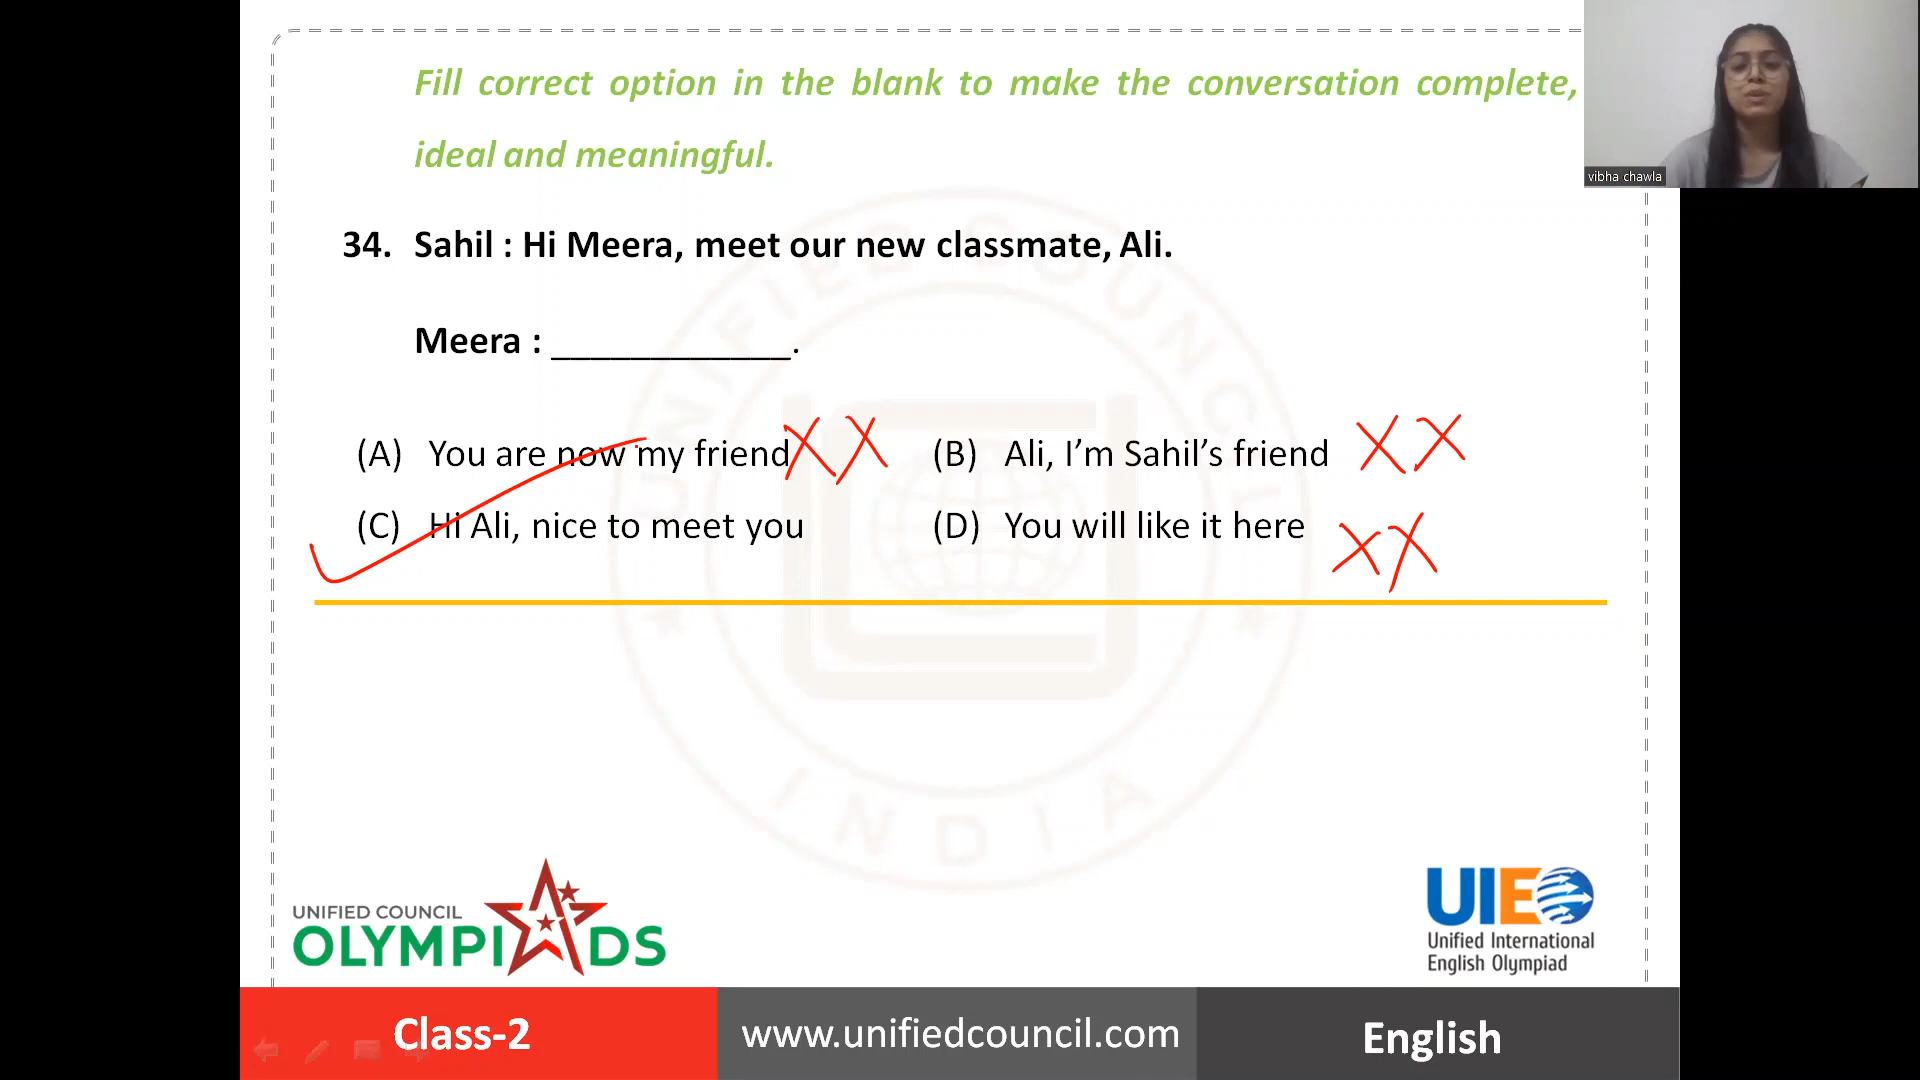 Fill correct option in the blank to make the conversation complete,
ideal and meaningful.
vibha chawla
34. Sahil : Hi Meera, meet our new classmate, Ali.
Meera : ____________.
(A) You are now my friend (B) Ali, I’m Sahil’s friend
(C) Hi Ali, nice to meet you (D) You will like it here
UNIFIED COUNCIL
INDIA
UNIFIED COUNCIL
OLYMPIADS
UIEO
Unified International
English Olympiad
Class-2 www.unifiedcouncil.com English